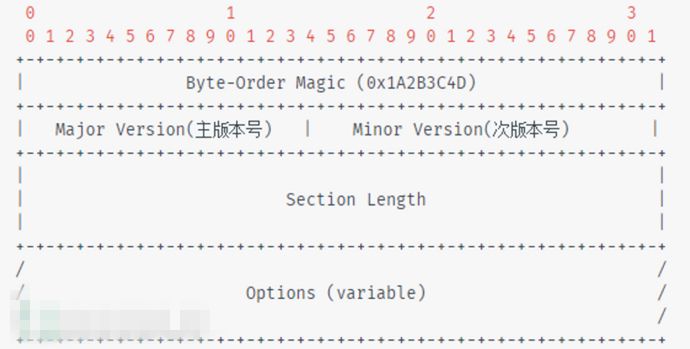 0 1 2 3
0 1 2 3 4 5 6 7 8 9 0 1 2 3 4 5 6 7 8 9 0 1 2 3 4 5 6 7 8 9 0 1
+-+-+-+-+-+-+-+-+-+-+-+-+-+-+-+-+-+-+-+-+-+-+-+-+-+-+-+-+-+-+-+-+
| Byte-Order Magic (0x1A2B3C4D) |
+-+-+-+-+-+-+-+-+-+-+-+-+-+-+-+-+-+-+-+-+-+-+-+-+-+-+-+-+-+-+-+-+
| Major Version(主版本号) | Minor Version(次版本号) |
+-+-+-+-+-+-+-+-+-+-+-+-+-+-+-+-+-+-+-+-+-+-+-+-+-+-+-+-+-+-+-+-+
| |
| Section Length |
| |
+-+-+-+-+-+-+-+-+-+-+-+-+-+-+-+-+-+-+-+-+-+-+-+-+-+-+-+-+-+-+-+-+
/ /
/ Options (variable) /
/
+-+-+-+-+-+-+-+-+-+-+-+-+-+-+-+-+-+-+-+-+-+-+-+-+-+-+-+-+-+-+-+-+